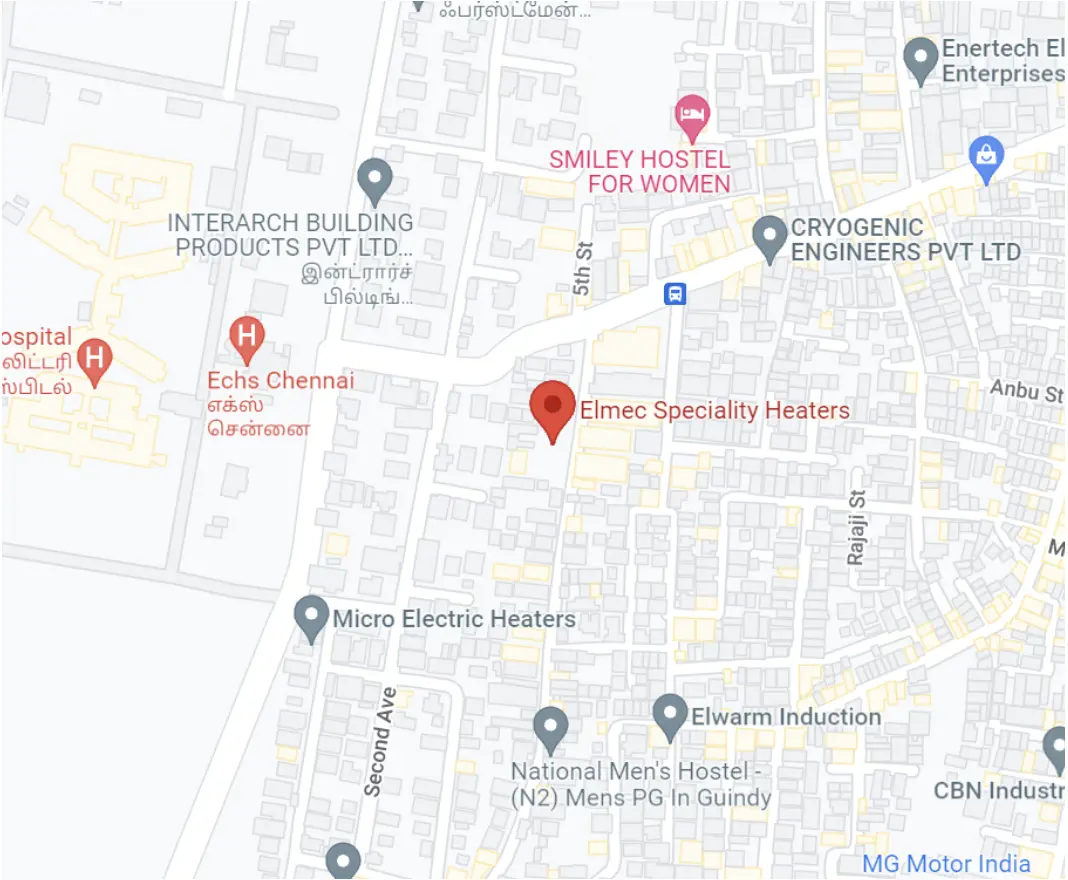 ஃபர்ஸ்ட்மேன்...
Enertech El
Enterprises
SMILEY HOSTEL
FOR WOMEN
INTERARCH BUILDING
PRODUCTS PVT LTD...
இன்ட்ரார்ச்
பில்டிங்...
CRYOGENIC
ENGINEERS PVT LTD
5th St
H
ospital
லிட்டரி
ஸ்பிடல்
H
Echs Chennai
எக்ஸ்
சென்னை
Anbu St
Elmec Speciality Heaters
Rajaji St
M
Micro Electric Heaters
Second Ave
Elwarm Induction
National Men's Hostel -
(N2) Mens PG In Guindy
CBN Industr
MG Motor India